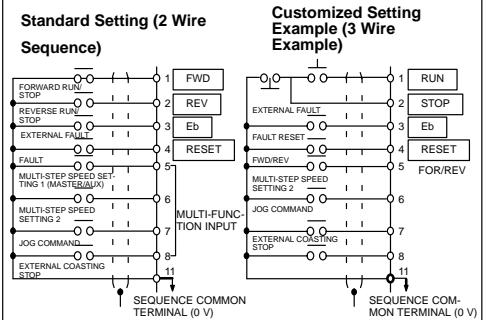 Standard Setting (2 Wire
Sequence)
FORWARD RUN/
STOP
1
FWD
REVERSE RUN/
STOP
2
REV
EXTERNAL FAULT
3
Eb
FAULT
4
RESET
MULTI-STEP SPEED SET-
TING 1 (MASTER/AUX)
5
MULTI-STEP SPEED
SETTING 2
6
JOG COMMAND
7
EXTERNAL COASTING
STOP
8
MULTI-FUNC-
TION INPUT
11
SEQUENCE COMMON
TERMINAL (0 V)
Customized Setting
Example (3 Wire
Example)
1
RUN
2
STOP
EXTERNAL FAULT
3
Eb
FAULT RESET
4
RESET
FWD/REV
5
FOR/REV
MULTI-STEP SPEED
SETTING 2
6
JOG COMMAND
7
EXTERNAL COASTING
STOP
8
11
SEQUENCE COM-
MON TERMINAL (0 V)